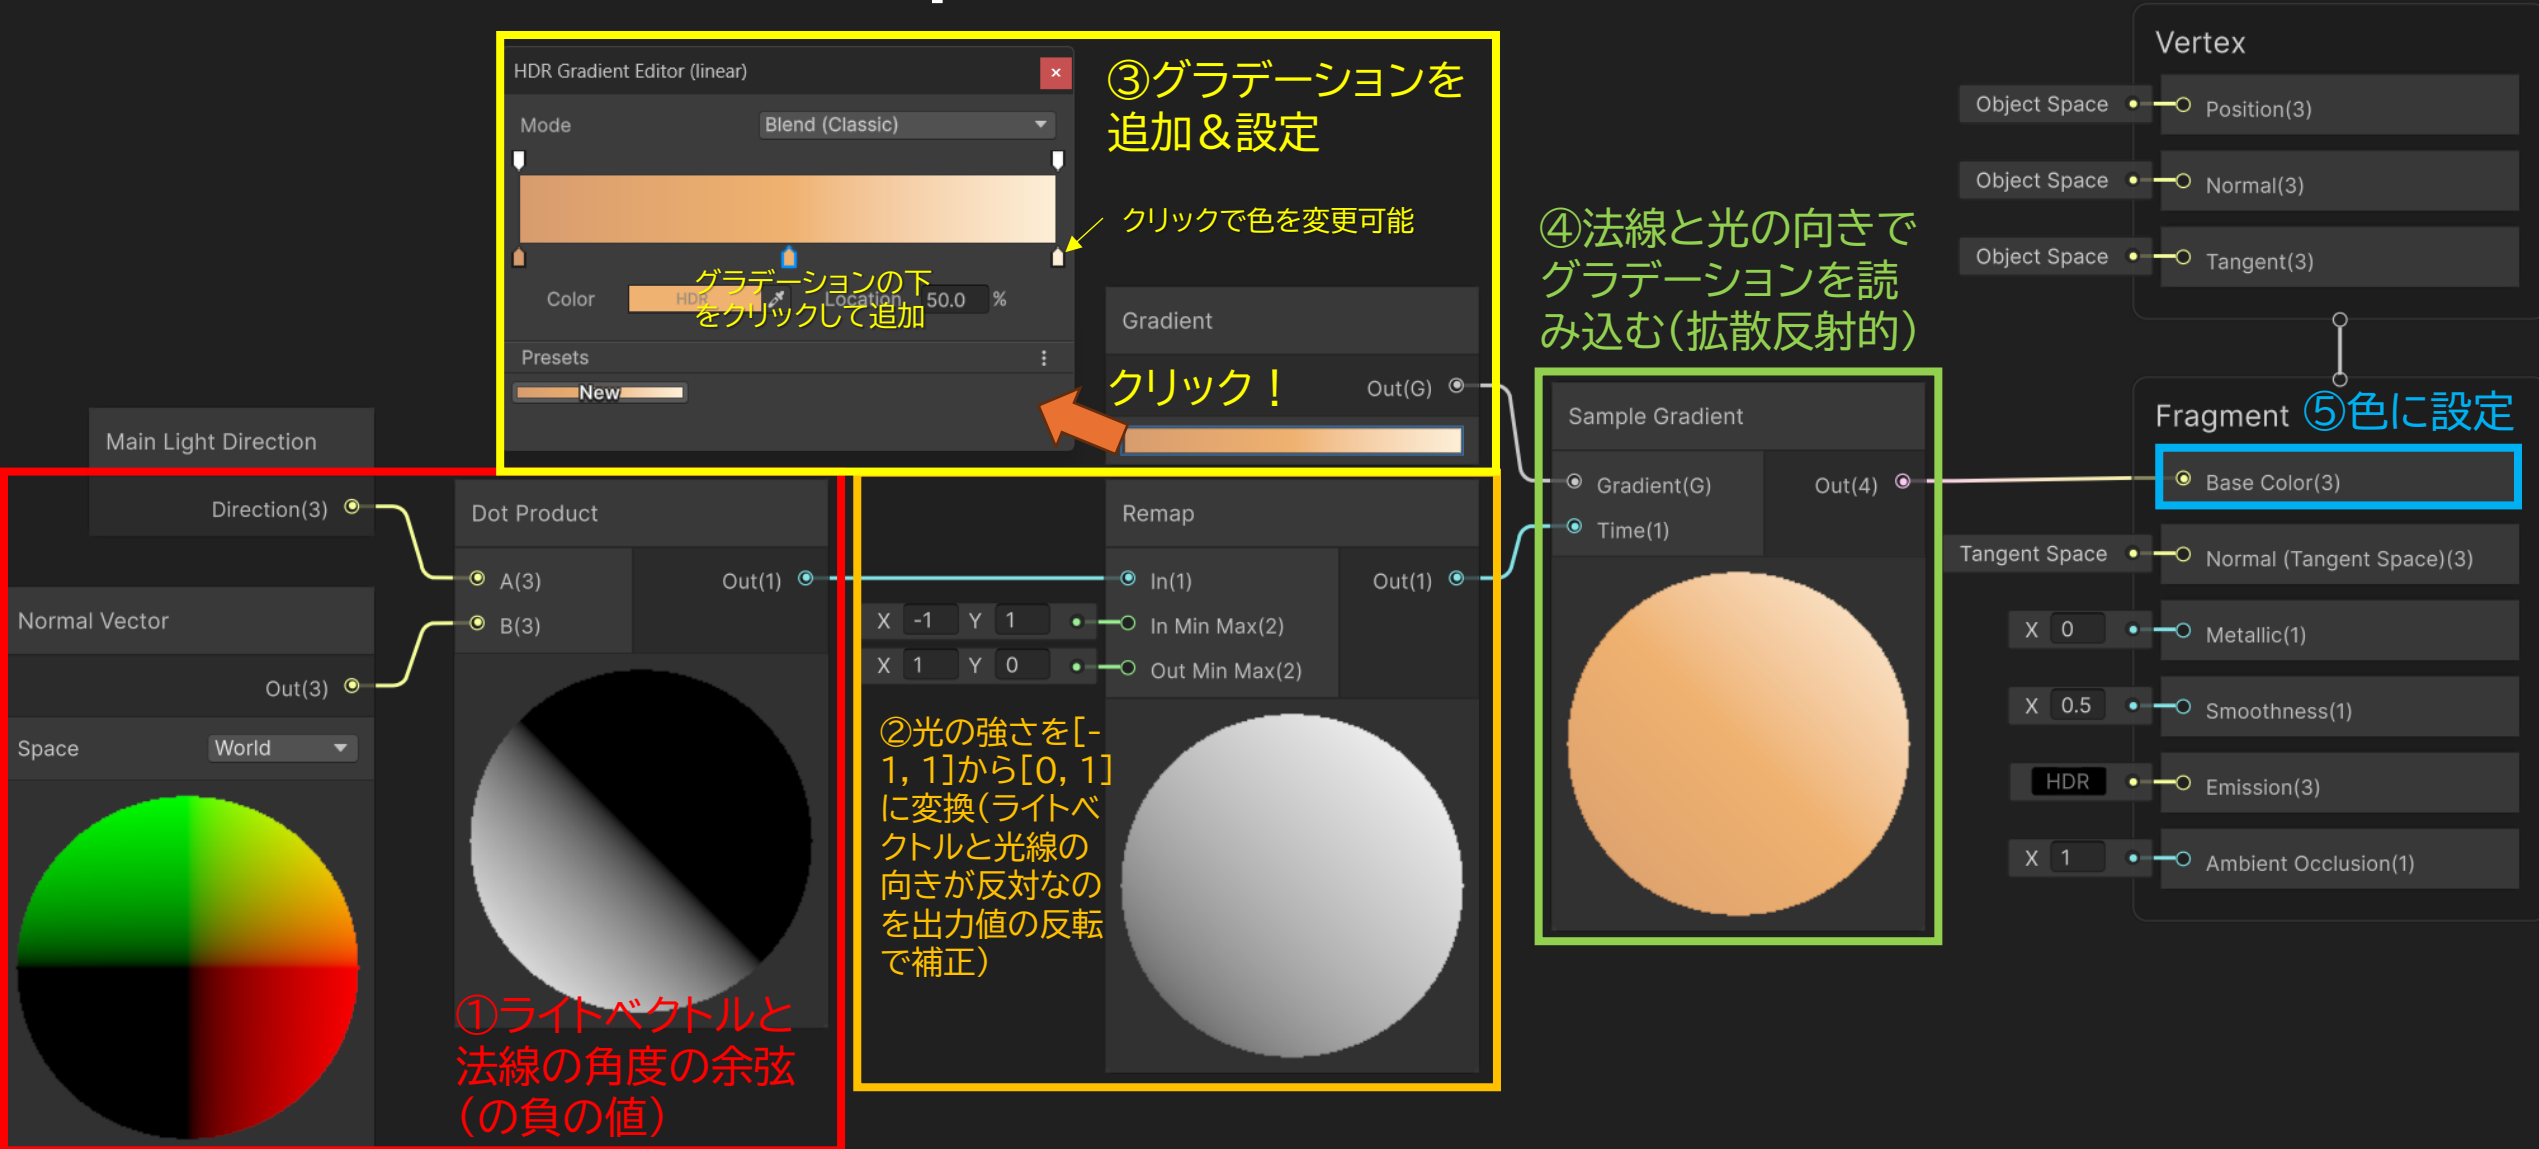 HDR Gradient Editor (linear)
Mode
Blend (Classic)
Color
HDR
Location
50.0
%
グラデーションの下
をクリックして追加
Presets
New
③グラデーションを
追加＆設定
クリックで色を変更可能
Gradient
クリック！
Out(G)
Main Light Direction
Direction(3)
Normal Vector
Out(3)
Space
World
Dot Product
A(3)
Out(1)
B(3)
①ライトベクトルと
法線の角度の余弦
(の負の値)
Remap
In(1)
Out(1)
X -1 Y 1
In Min Max(2)
X 1 Y 0
Out Min Max(2)
②光の強さを[-
1, 1]から[0, 1]
に変換(ライトベ
クトルと光線の
向きが反対なの
を出力値の反転
で補正)
④法線と光の向きで
グラデーションを読
み込む(拡散反射的)
Sample Gradient
Gradient(G)
Out(4)
Time(1)
Vertex
Object Space
Position(3)
Object Space
Normal(3)
Object Space
Tangent(3)
Fragment
⑤色に設定
Base Color(3)
Tangent Space
Normal (Tangent Space)(3)
X 0
Metallic(1)
X 0.5
Smoothness(1)
HDR
Emission(3)
X 1
Ambient Occlusion(1)